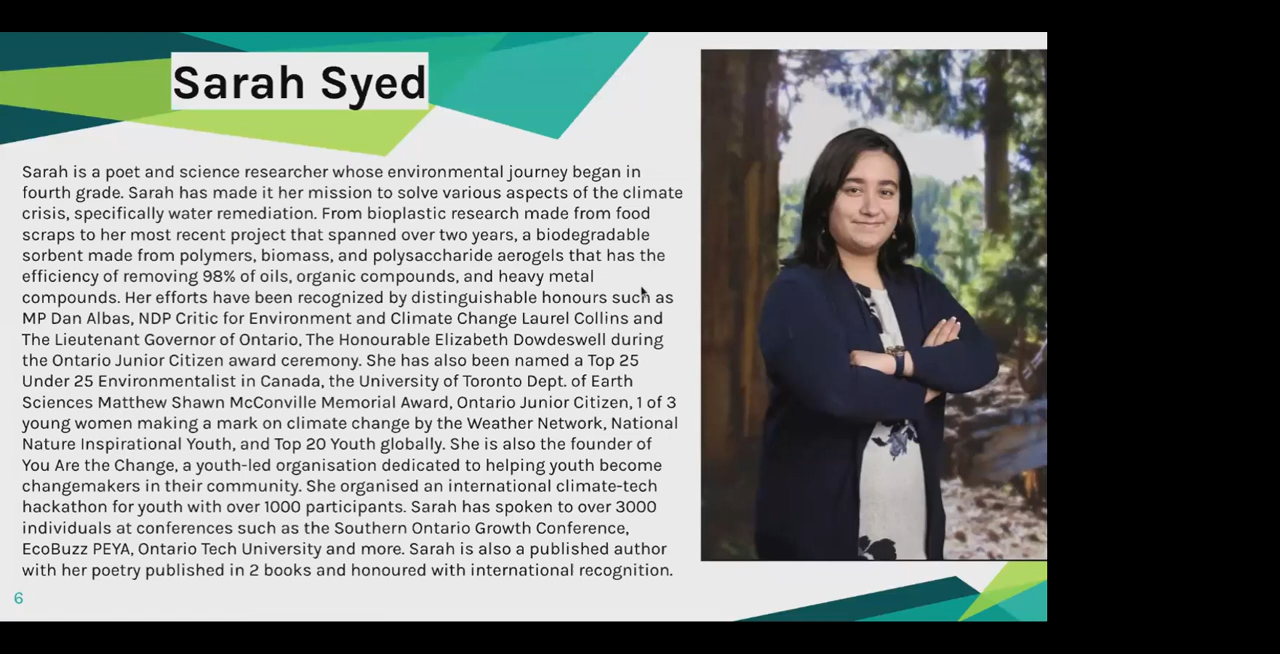 Sarah Syed
Sarah is a poet and science researcher whose environmental journey began in
fourth grade. Sarah has made it her mission to solve various aspects of the climate
crisis, specifically water remediation. From bioplastic research made from food
scraps to her most recent project that spanned over two years, a biodegradable
sorbent made from polymers, biomass, and polysaccharide aerogels that has the
efficiency of removing 98% of oils, organic compounds, and heavy metal
compounds. Her efforts have been recognized by distinguishable honours such as
MP Dan Albas, NDP Critic for Environment and Climate Change Laurel Collins and
The Lieutenant Governor of Ontario, The Honourable Elizabeth Dowdeswell during
the Ontario Junior Citizen award ceremony. She has also been named a Top 25
Under 25 Environmentalist in Canada, the University of Toronto Dept. of Earth
Sciences Matthew Shawn McConville Memorial Award, Ontario Junior Citizen, 1 of 3
young women making a mark on climate change by the Weather Network, National
Nature Inspirational Youth, and Top 20 Youth globally. She is also the founder of
You Are the Change, a youth-led organisation dedicated to helping youth become
changemakers in their community. She organised an international climate-tech
hackathon for youth with over 1000 participants. Sarah has spoken to over 3000
individuals at conferences such as the Southern Ontario Growth Conference,
EcoBuzz PEYA, Ontario Tech University and more. Sarah is also a published author
with her poetry published in 2 books and honoured with international recognition.
6